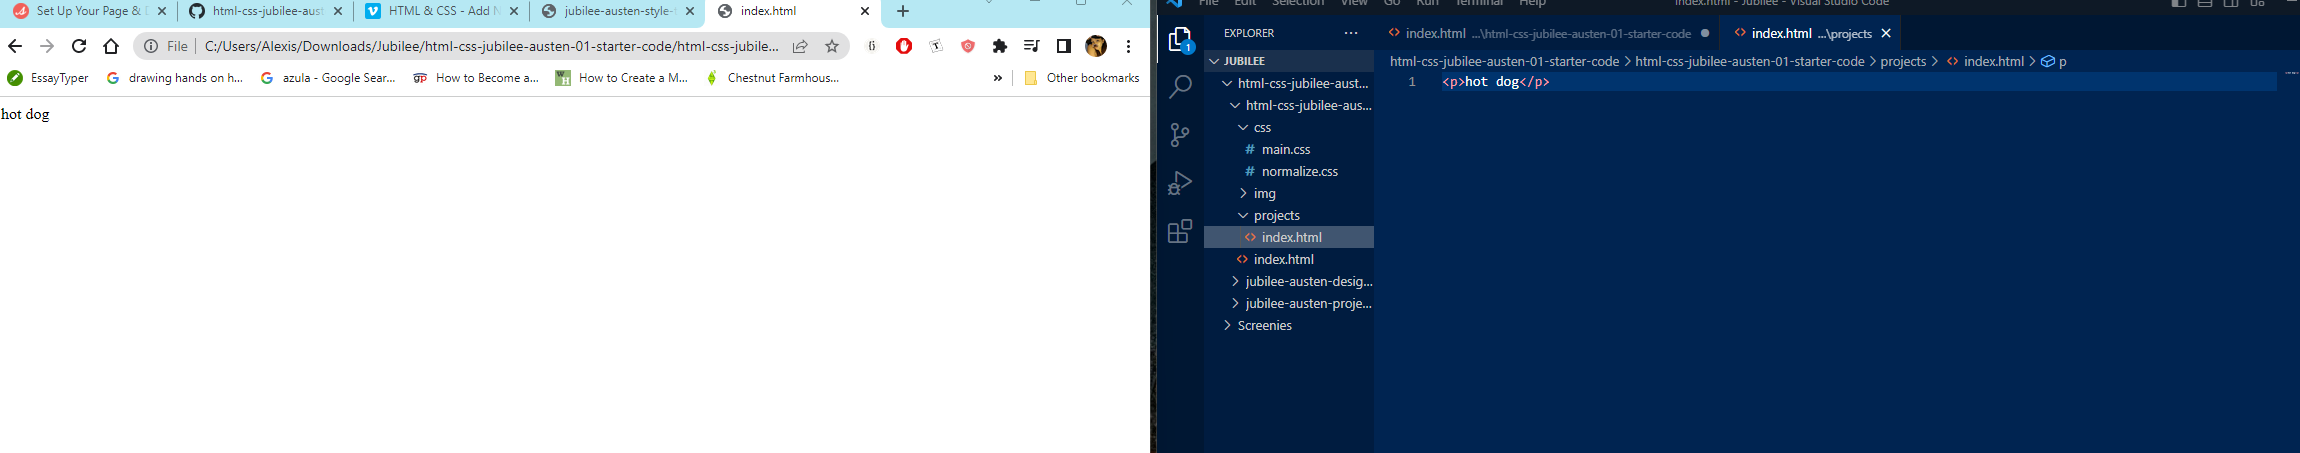 Set Up Your Page &
html-css-jubilee-aust
HTML & CSS - Add N
jubilee-austen-style-
index.html
File
C:/Users/Alexis/Downloads/Jubilee/html-css-jubilee-austen-01-starter-code/html-css-jubile...
EssayTyper
drawing hands on h...
azula - Google Sear...
How to Become a...
How to Create a M...
Chestnut Farmhous...
»
Other bookmarks
hot dog
File Edit Selection View Go Run Terminal Help
index.html - Jubilee - Visual Studio Code
EXPLORER
1
JUBILEE
html-css-jubilee-aust...
html-css-jubilee-aus...
css
# main.css
# normalize.css
img
projects
index.html
index.html
jubilee-austen-desig...
jubilee-austen-proje...
Screenies
index.html ...\html-css-jubilee-austen-01-starter-code
index.html ...\projects
html-css-jubilee-austen-01-starter-code > html-css-jubilee-austen-01-starter-code > projects > index.html > p
1 <p>hot dog</p>